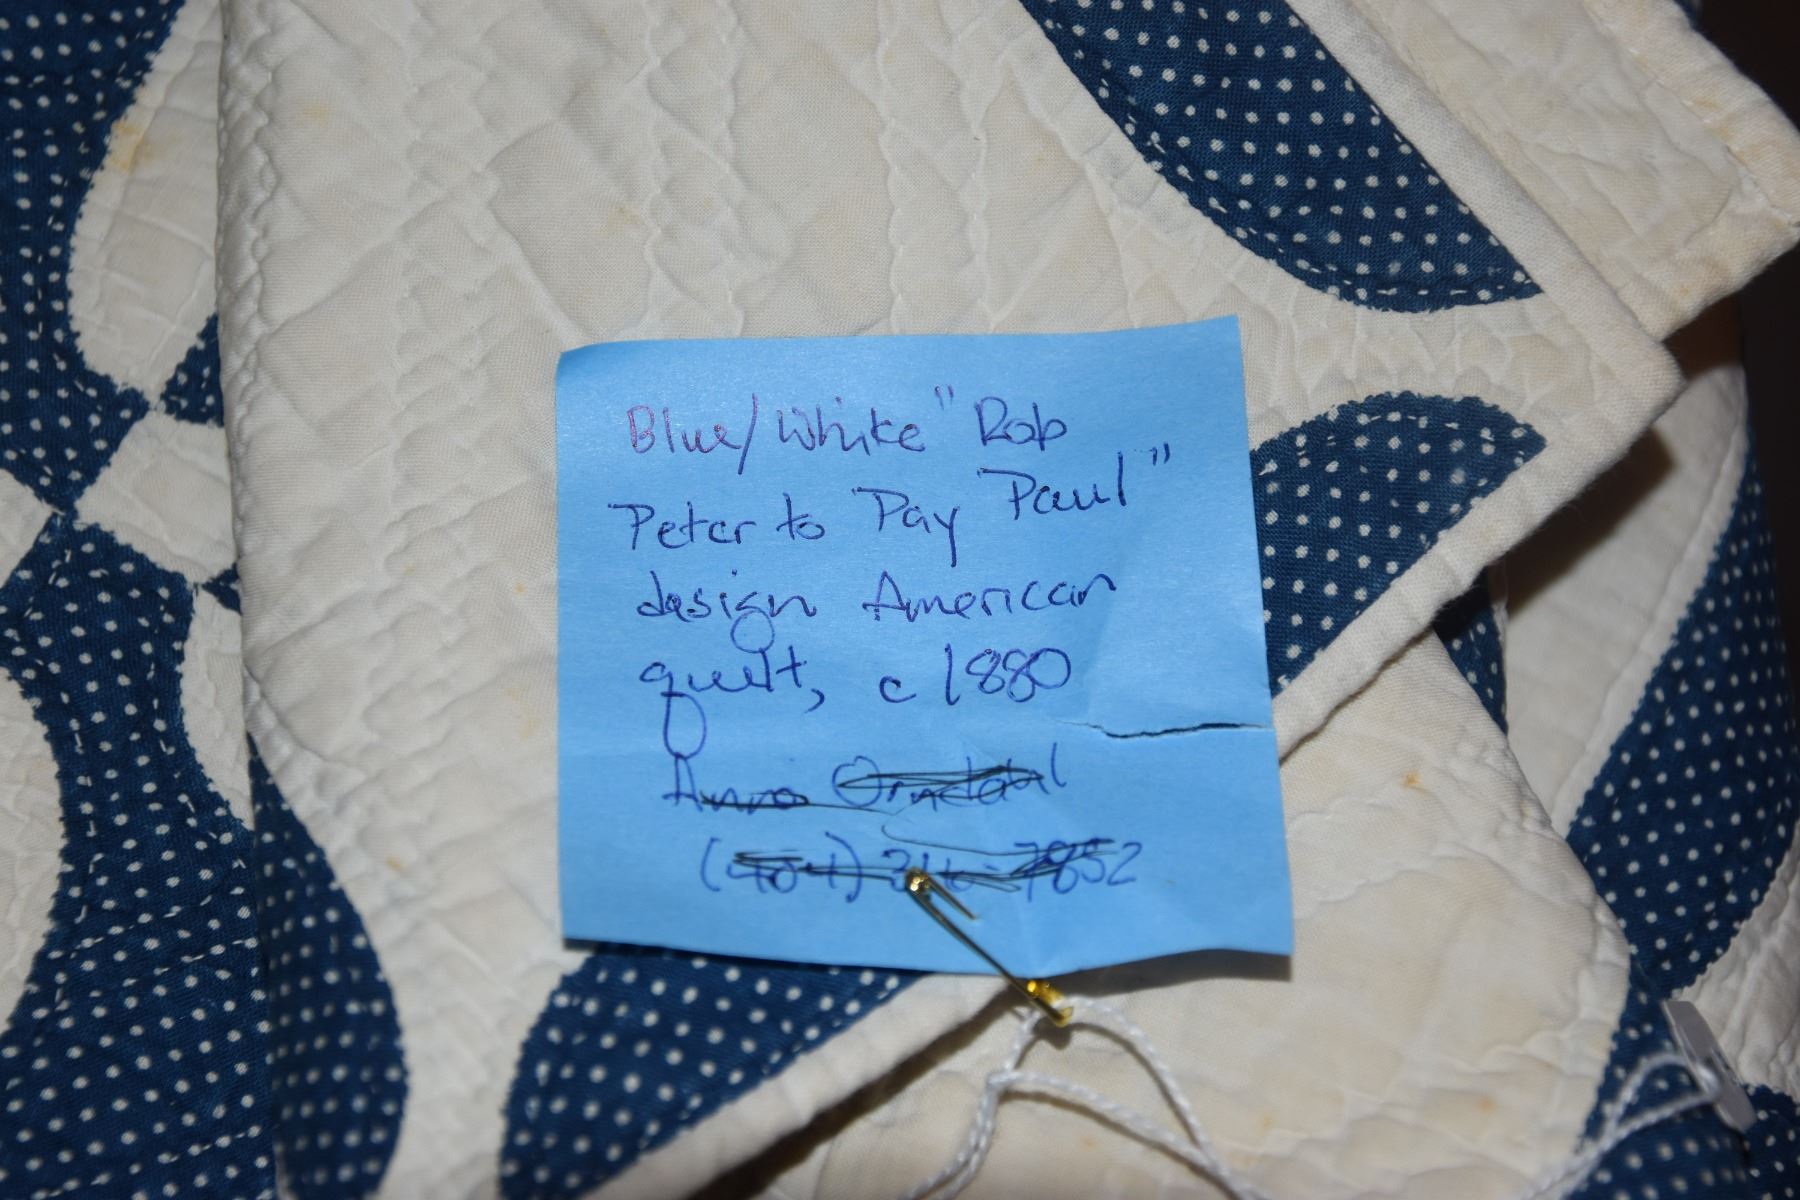 Blue/White "Rob
Peter to Pay Paul"
design American
quilt, c 1880